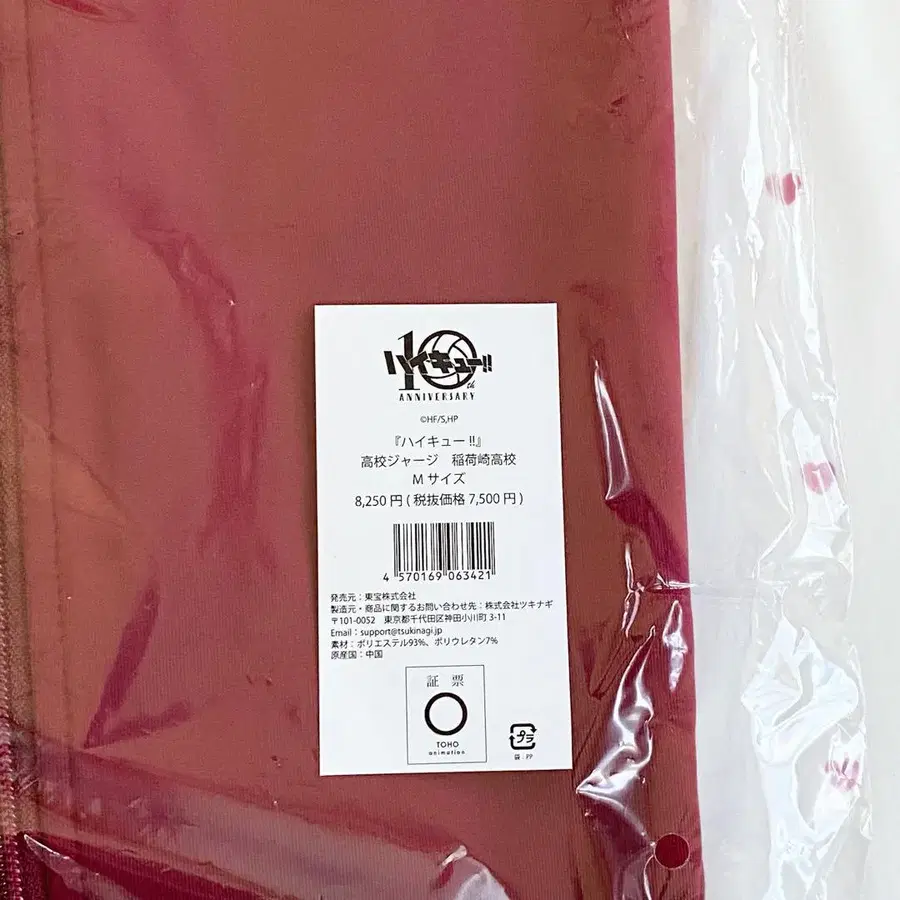 ハイキュー!!
10th
ANNIVERSARY
©HF/S,HP
『ハイキュー!!』
高校ジャージ 稲荷崎高校
Mサイズ
8,250円(税抜価格7,500円)
4 570169 063421
発売元：東宝株式会社
製造元・商品に関するお問い合わせ先：株式会社ツキナギ
〒101-0052 東京都千代田区神田小川町3-11
Email：support@tsukinagi.jp
素材：ポリエステル93%、ポリウレタン7%
原産国：中国
証票
TOHO
animation
プラ
袋：PP